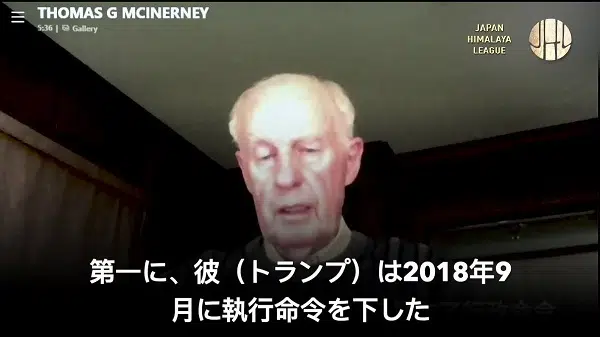 THOMAS G MCINERNEY
5:36 | Gallery
JAPAN
HIMALAYA
LEAGUE
第一に、彼（トランプ）は2018年9
月に執行命令を下した